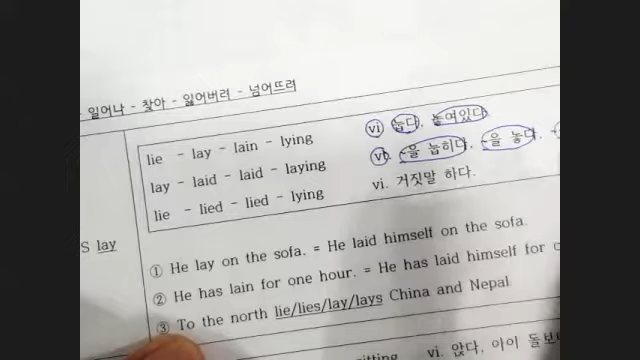 - 일어나 - 찾아 - 잃어버려 - 넘어뜨려
lie - lay - lain - lying vi 눕다. 놓여있다
lay - laid - laid - laying vt. ~을 눕히다. ~을 놓다.
lie - lied - lied - lying vi. 거짓말 하다.
S lay
① He lay on the sofa. = He laid himself on the sofa.
② He has lain for one hour. = He has laid himself for
③ To the north lie/lies/lay/lays China and Nepal
sitting vi. 앉다, 아이